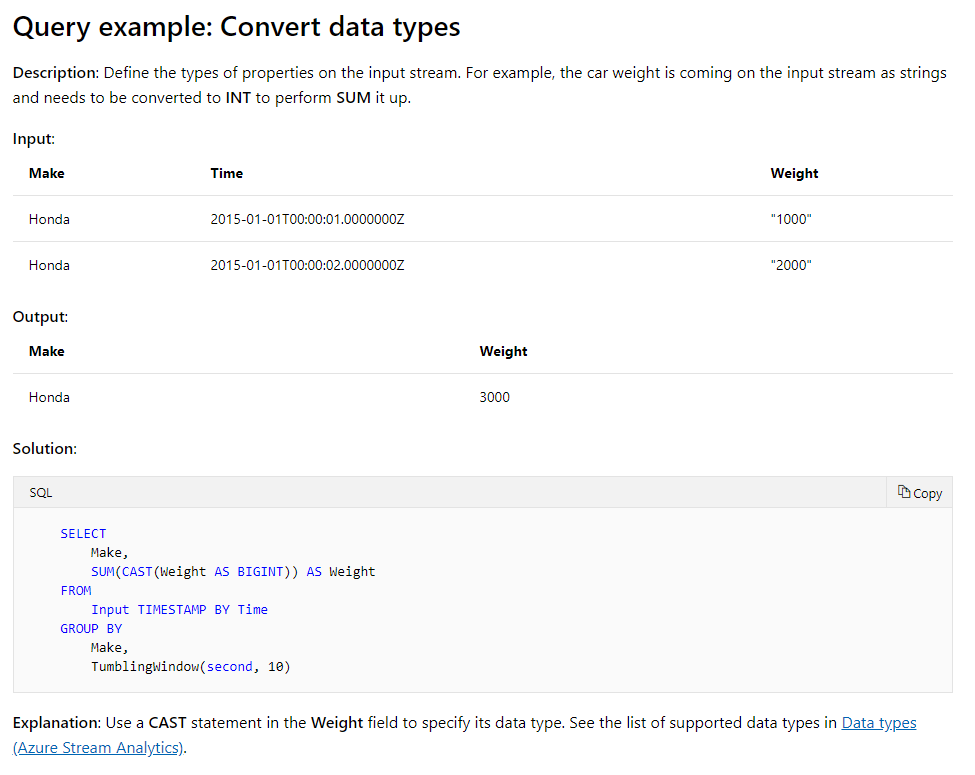 Query example: Convert data types
Description: Define the types of properties on the input stream. For example, the car weight is coming on the input stream as strings
and needs to be converted to INT to perform SUM it up.
Input:
Make Time Weight
Honda 2015-01-01T00:00:01.0000000Z "1000"
Honda 2015-01-01T00:00:02.0000000Z "2000"
Output:
Make Weight
Honda 3000
Solution:
SQL Copy
SELECT
Make,
SUM(CAST(Weight AS BIGINT)) AS Weight
FROM
Input TIMESTAMP BY Time
GROUP BY
Make,
TumblingWindow(second, 10)
Explanation: Use a CAST statement in the Weight field to specify its data type. See the list of supported data types in Data types
(Azure Stream Analytics).